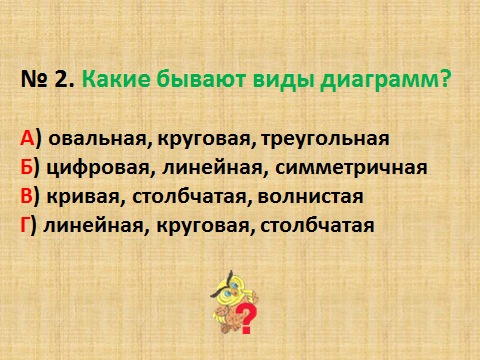 № 2. Какие бывают виды диаграмм?
А) овальная, круговая, треугольная
Б) цифровая, линейная, симметричная
В) кривая, столбчатая, волнистая
Г) линейная, круговая, столбчатая
?